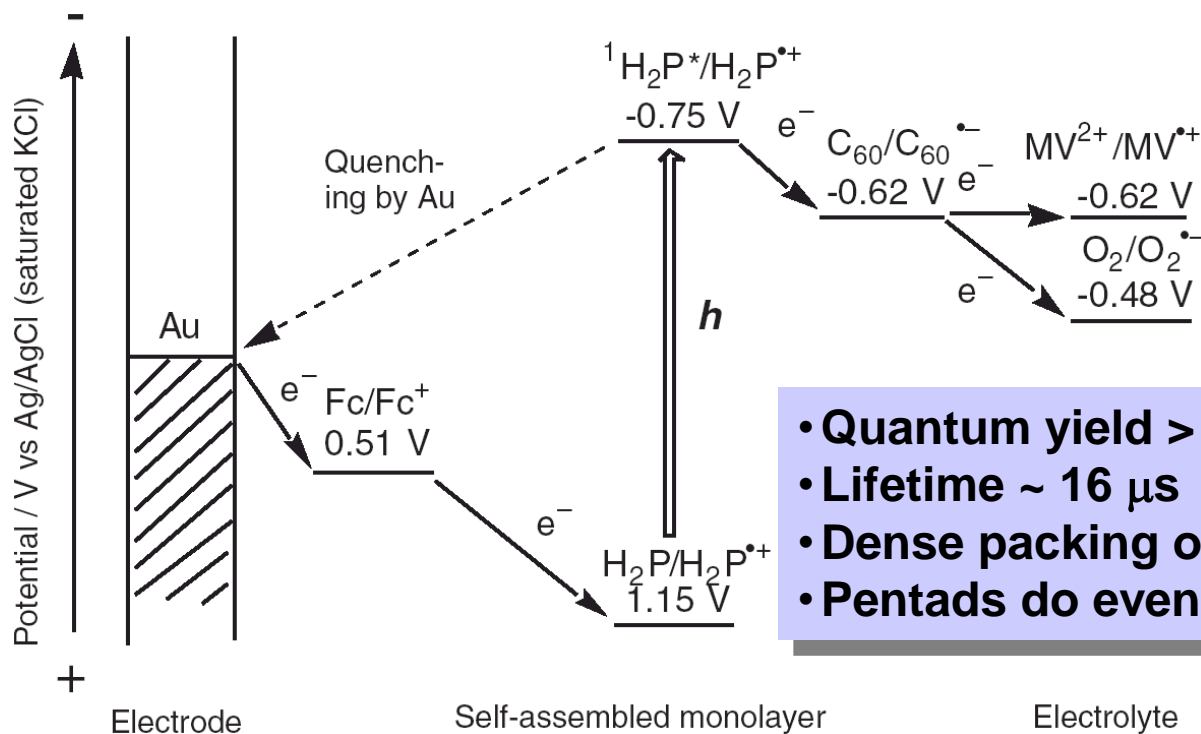 -
Potential / V vs Ag/AgCl (saturated KCl)
+
Au
Quench-
ing by Au
e⁻
Fc/Fc⁺
0.51 V
e⁻
¹H₂P*/H₂P•⁺
-0.75 V
h
H₂P/H₂P•⁺
1.15 V
e⁻
C₆₀/C₆₀•⁻
-0.62 V
e⁻
e⁻
MV²⁺/MV•⁺
-0.62 V
O₂/O₂•⁻
-0.48 V
• Quantum yield >
• Lifetime ~ 16 μs
• Dense packing o
• Pentads do even
Electrode
Self-assembled monolayer
Electrolyte